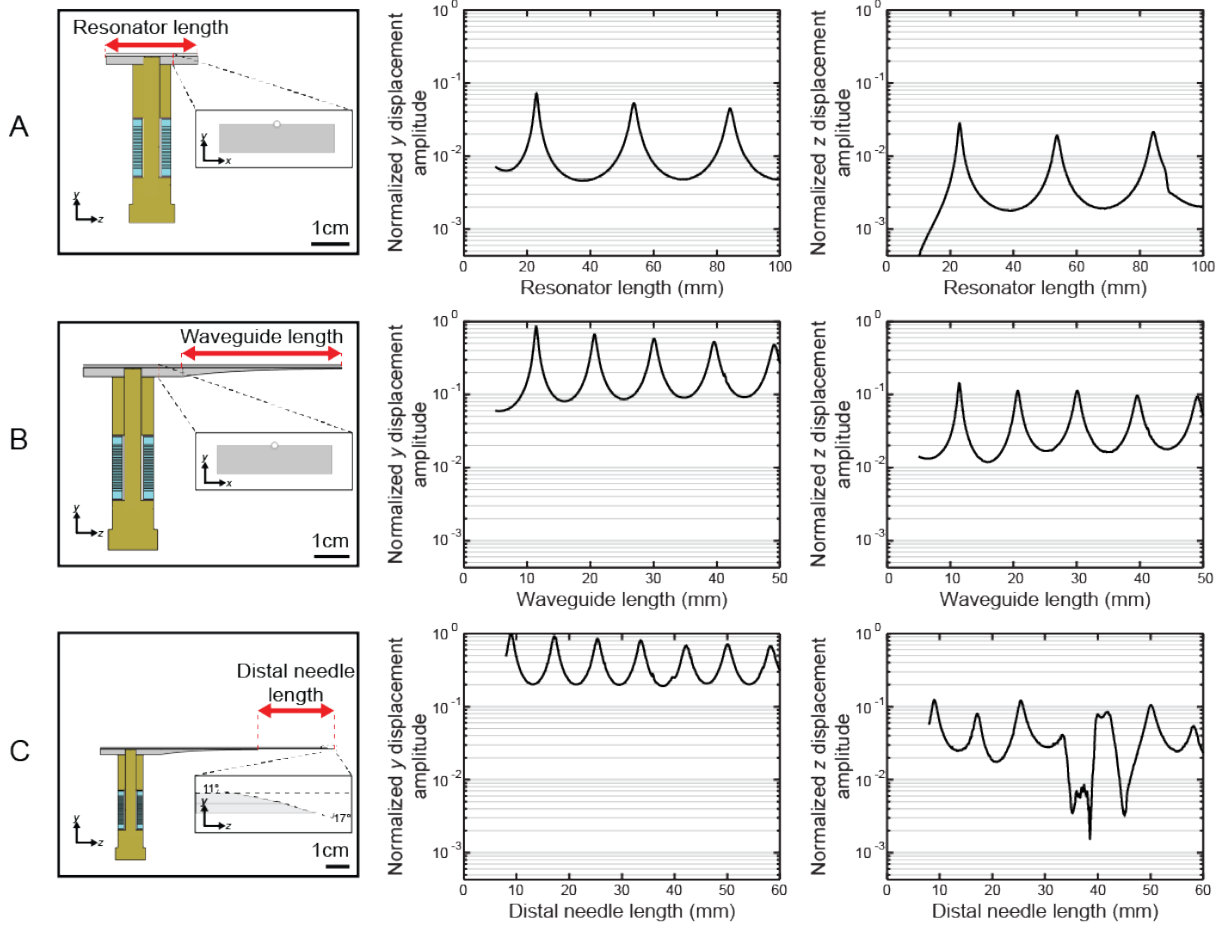 A
Resonator length
y
x
y
z
1cm
Normalized y displacement
amplitude
10^0
10^-1
10^-2
10^-3
0 20 40 60 80 100
Resonator length (mm)
Normalized z displacement
amplitude
10^0
10^-1
10^-2
10^-3
0 20 40 60 80 100
Resonator length (mm)
B
Waveguide length
y
x
y
z
1cm
Normalized y displacement
amplitude
10^0
10^-1
10^-2
10^-3
0 10 20 30 40 50
Waveguide length (mm)
Normalized z displacement
amplitude
10^0
10^-1
10^-2
10^-3
0 10 20 30 40 50
Waveguide length (mm)
C
Distal needle
length
11°
y
z
17°
y
z
1cm
Normalized y displacement
amplitude
10^0
10^-1
10^-2
10^-3
0 10 20 30 40 50 60
Distal needle length (mm)
Normalized z displacement
amplitude
10^0
10^-1
10^-2
10^-3
0 10 20 30 40 50 60
Distal needle length (mm)